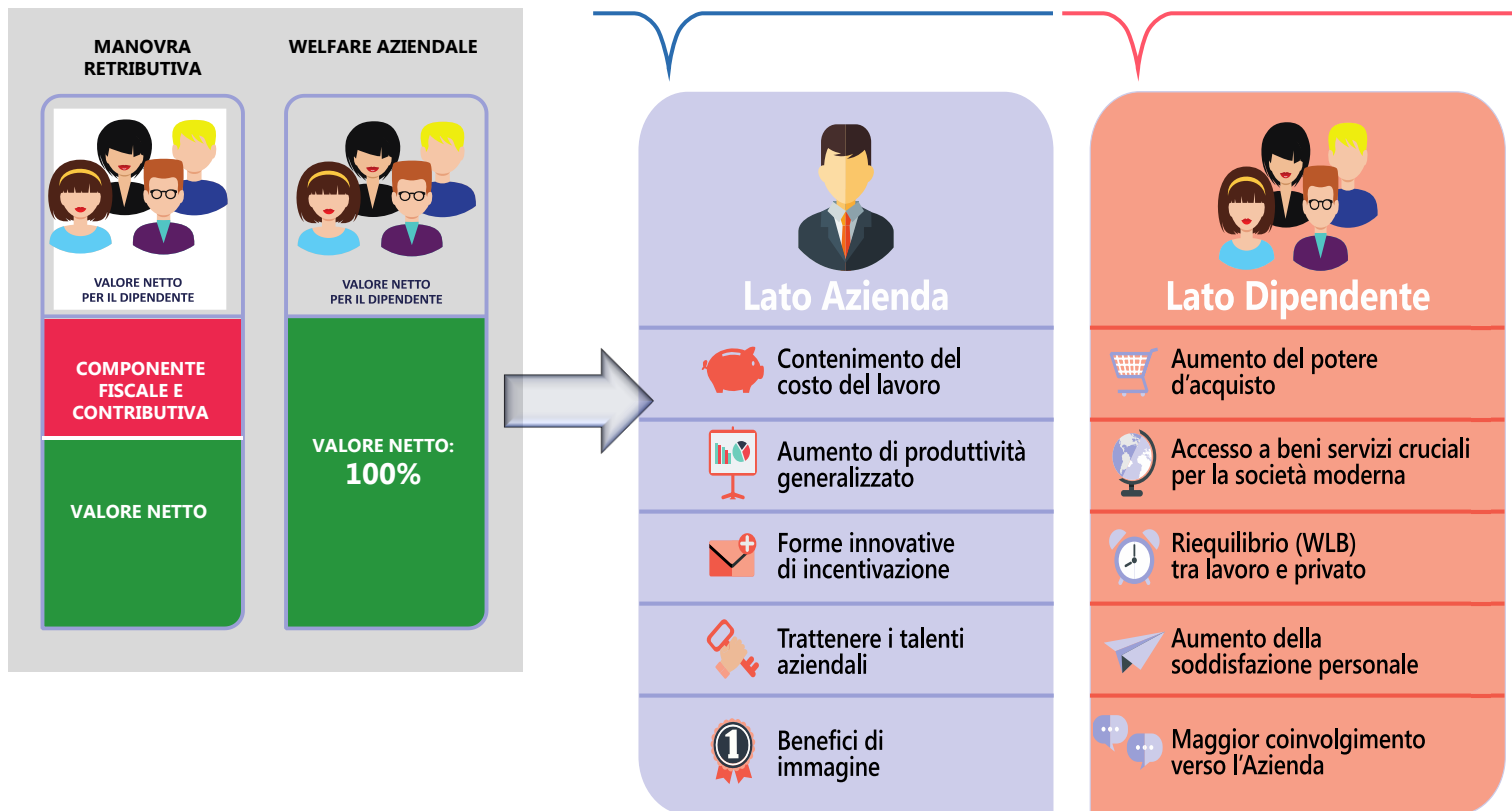 MANOVRA
RETRIBUTIVA
VALORE NETTO
PER IL DIPENDENTE
COMPONENTE
FISCALE E
CONTRIBUTIVA
VALORE NETTO
WELFARE AZIENDALE
VALORE NETTO
PER IL DIPENDENTE
VALORE NETTO:
100%
Lato Azienda
Contenimento del
costo del lavoro
Aumento di produttività
generalizzato
Forme innovative
di incentivazione
Trattenere i talenti
aziendali
1
Benefici di
immagine
Lato Dipendente
Aumento del potere
d'acquisto
Accesso a beni servizi cruciali
per la società moderna
Riequilibrio (WLB)
tra lavoro e privato
Aumento della
soddisfazione personale
Maggior coinvolgimento
verso l'Azienda